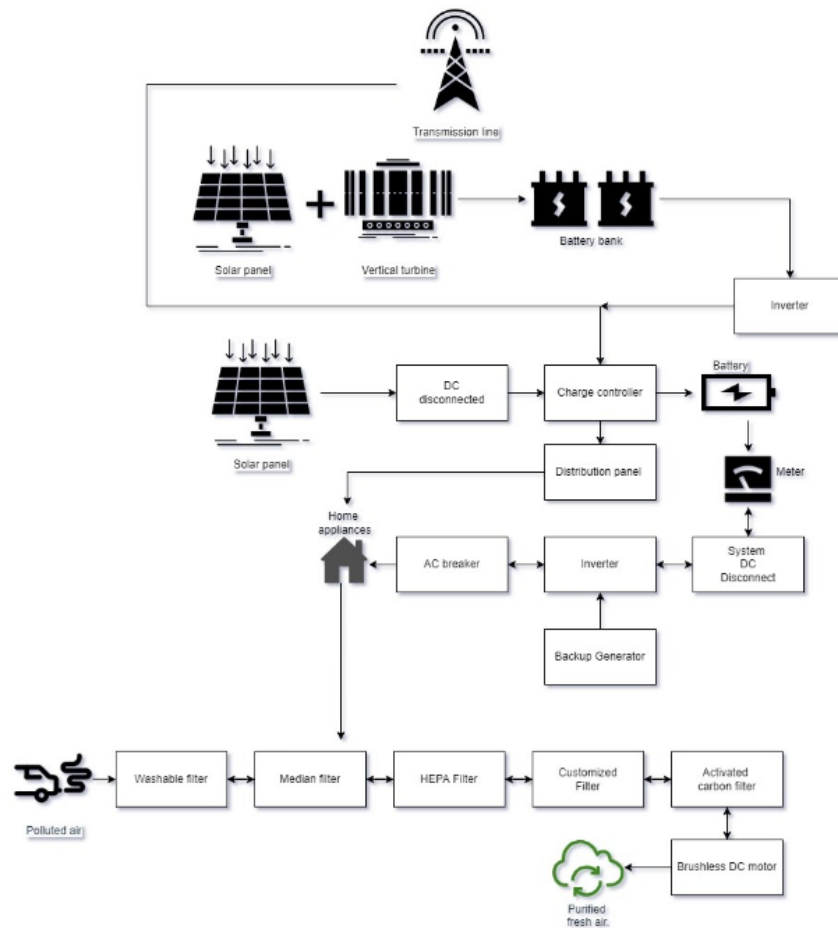 Transmission line
Solar panel
Vertical turbine
Battery bank
Inverter
Solar panel
DC
disconnected
Charge controller
Battery
Distribution panel
Meter
Home
appliances
AC breaker
Inverter
System
DC
Disconnect
Backup Generator
Polluted air
Washable filter
Median filter
HEPA Filter
Customized
Filter
Activated
carbon filter
Brushless DC motor
Purified
fresh air.